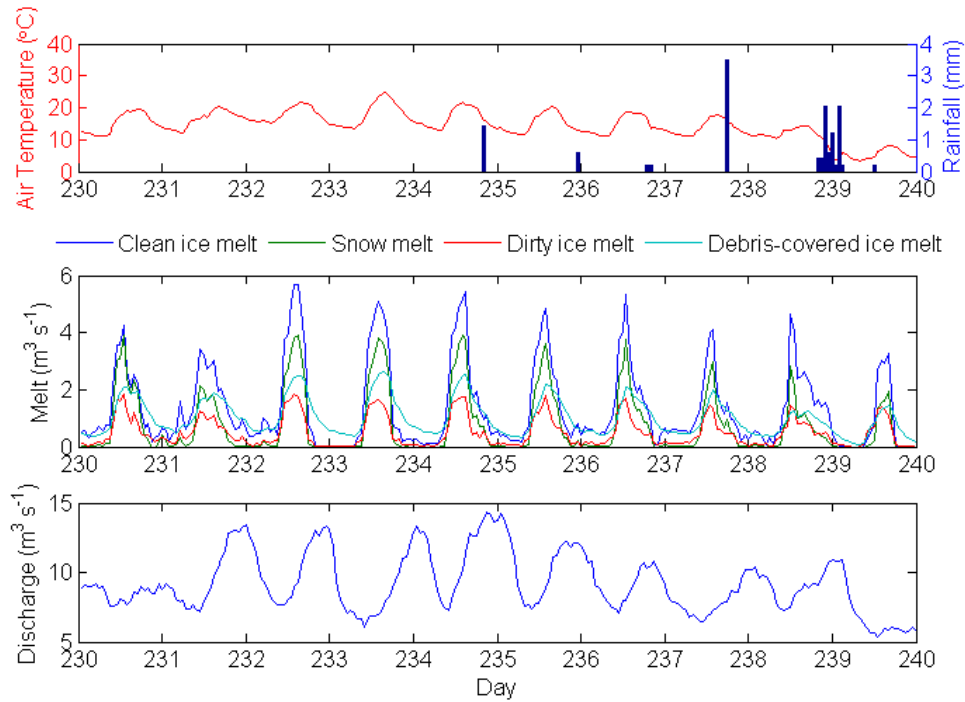 Air Temperature (°C)
40
30
20
10
0
Rainfall (mm)
4
3
2
1
0
230 231 232 233 234 235 236 237 238 239 240
Clean ice melt Snow melt Dirty ice melt Debris-covered ice melt
Melt (m³ s⁻¹)
6
4
2
0
230 231 232 233 234 235 236 237 238 239 240
Discharge (m³ s⁻¹)
15
10
5
230 231 232 233 234 235 236 237 238 239 240
Day